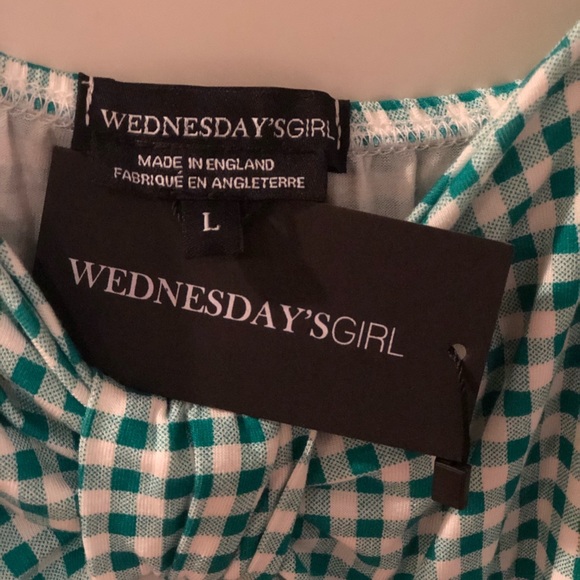 WEDNESDAY'SGIRL
MADE IN ENGLAND
FABRIQUÉ EN ANGLETERRE
L
WEDNESDAY'SGIRL